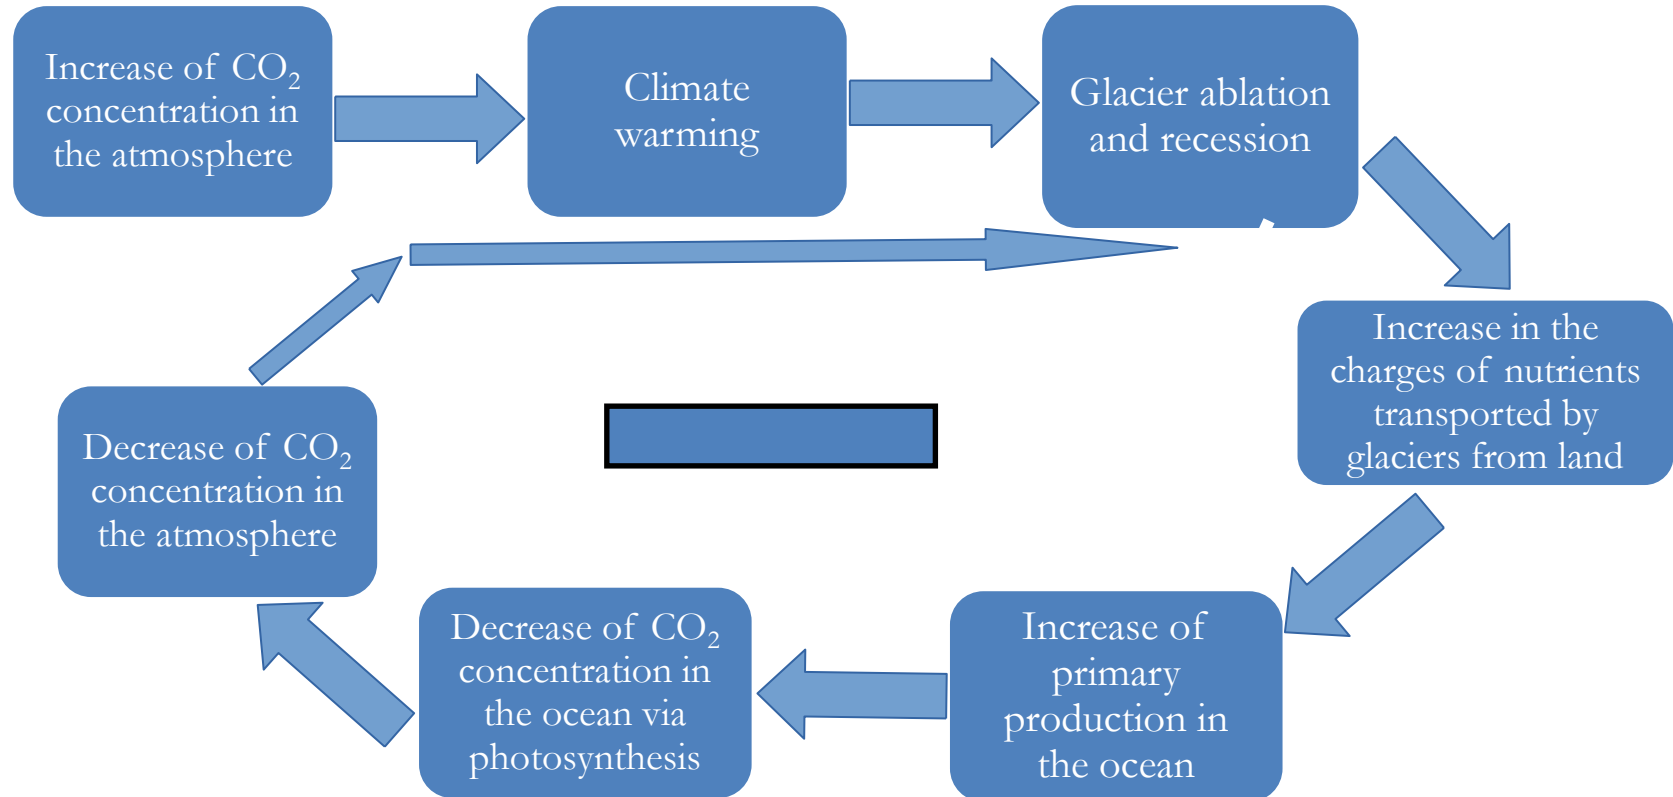 Increase of CO₂
concentration in
the atmosphere
Climate
warming
Glacier ablation
and recession
Increase in the
charges of nutrients
transported by
glaciers from land
Increase of
primary
production in
the ocean
Decrease of CO₂
concentration in
the ocean via
photosynthesis
Decrease of CO₂
concentration in
the atmosphere